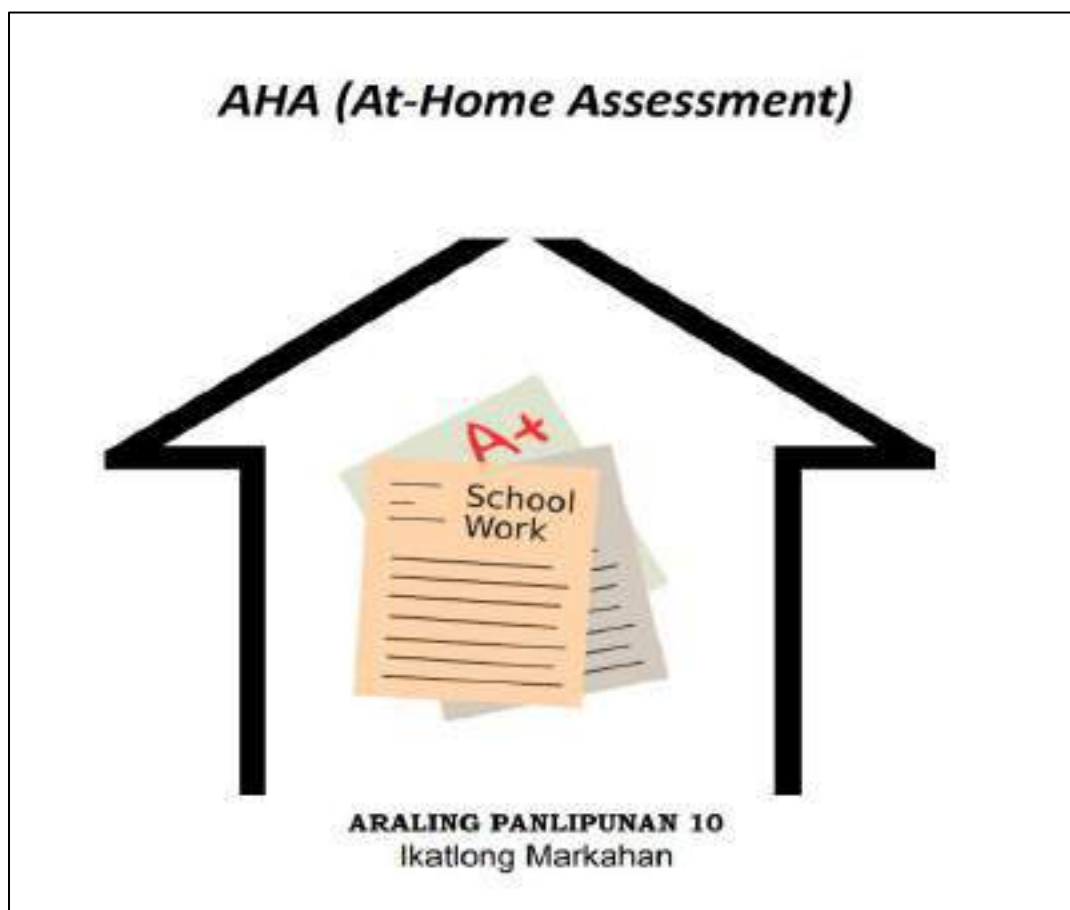 AHA (At-Home Assessment)
A+
School
Work
ARALING PANLIPUNAN 10
Ikatlong Markahan